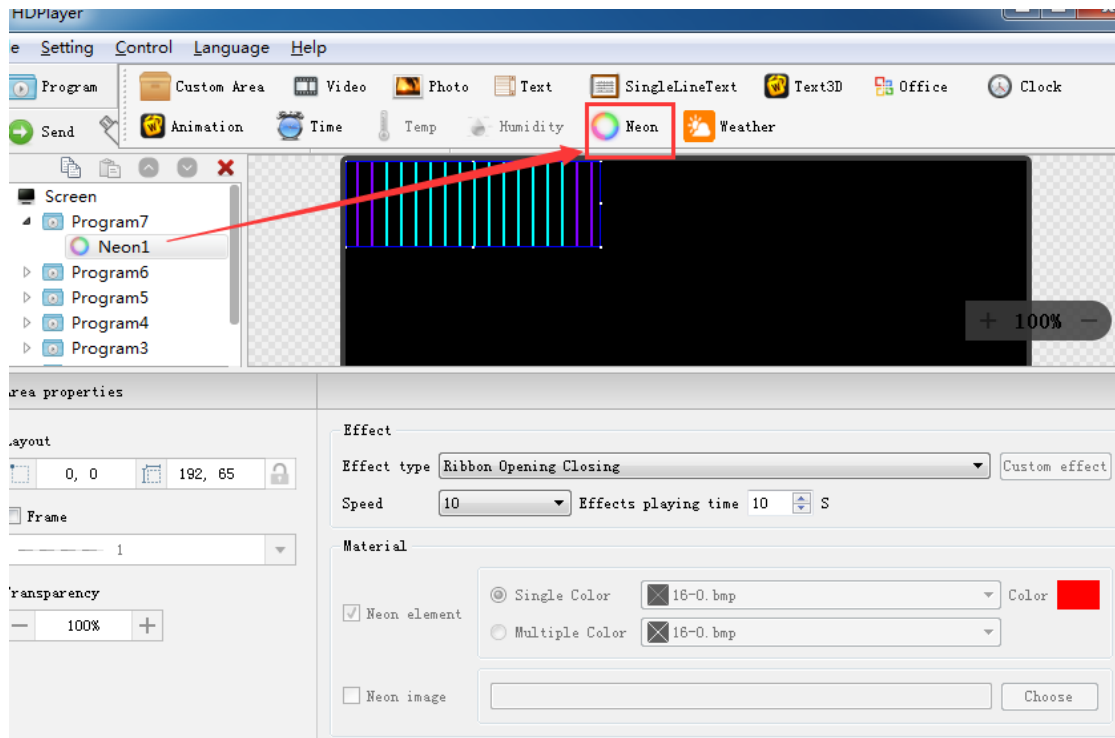 HDPlayer
e Setting Control Language Help
Program Custom Area Video Photo Text SingleLineText Text3D Office Clock
Send Animation Time Temp Humidity Neon Weather
Screen
Program7
Neon1
Program6
Program5
Program4
Program3
+ 100% −
rea properties
Layout
0, 0 192, 65
Frame
1
Transparency
− 100% +
Effect
Effect type Ribbon Opening Closing Custom effect
Speed 10 Effects playing time 10 S
Material
Neon element
Single Color 16-0.bmp Color
Multiple Color 16-0.bmp
Neon image Choose